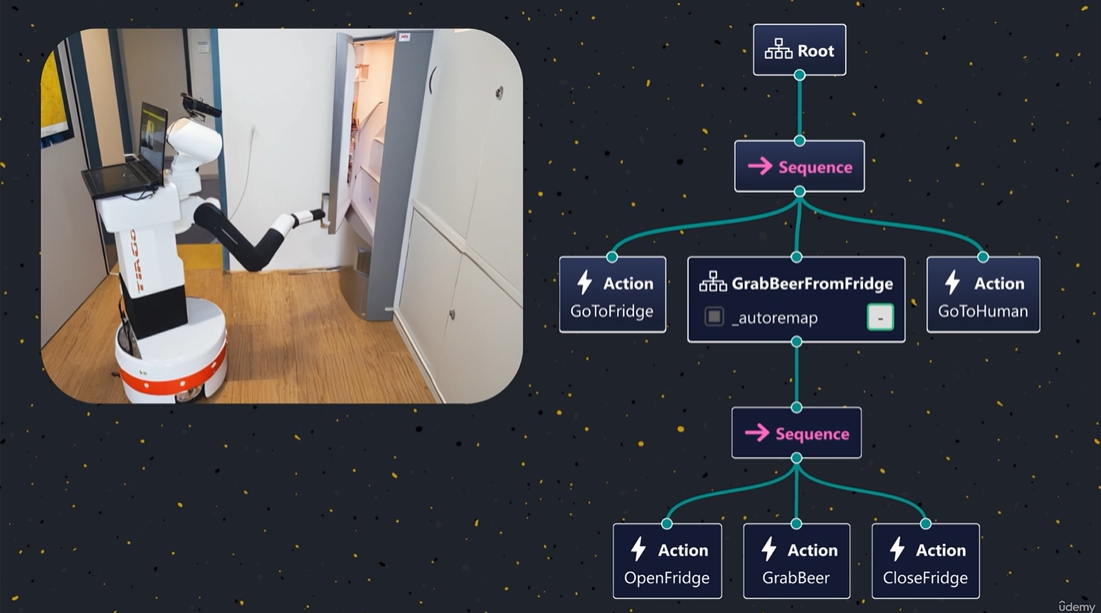 Root
Sequence
Action
GoToFridge
GrabBeerFromFridge
_autoremap
-
Action
GoToHuman
Sequence
Action
OpenFridge
Action
GrabBeer
Action
CloseFridge
TIAGO
ûdemy